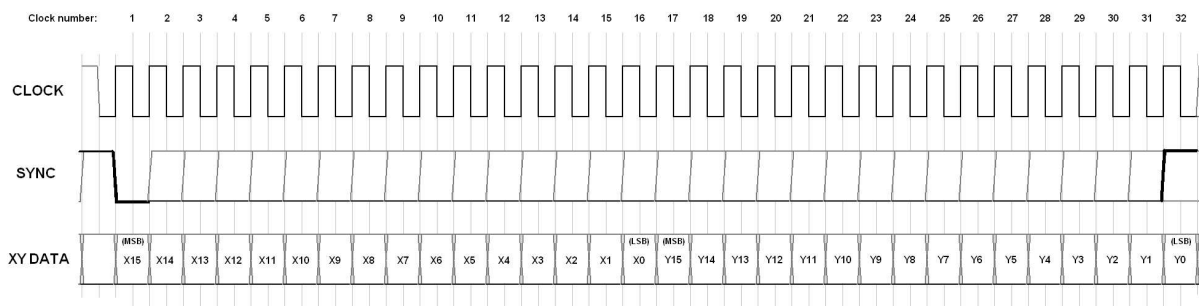 Clock number: 1 2 3 4 5 6 7 8 9 10 11 12 13 14 15 16 17 18 19 20 21 22 23 24 25 26 27 28 29 30 31 32
CLOCK
SYNC
(MSB) (LSB) (MSB) (LSB)
XY DATA X15 X14 X13 X12 X11 X10 X9 X8 X7 X6 X5 X4 X3 X2 X1 X0 Y15 Y14 Y13 Y12 Y11 Y10 Y9 Y8 Y7 Y6 Y5 Y4 Y3 Y2 Y1 Y0